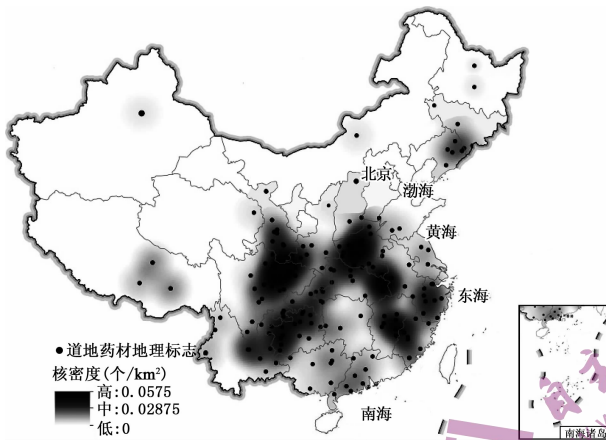 北京
渤海
黄海
东海
●道地药材地理标志
核密度(个/km²)
高:0.0575
中:0.02875
低:0
南海
南海诸岛